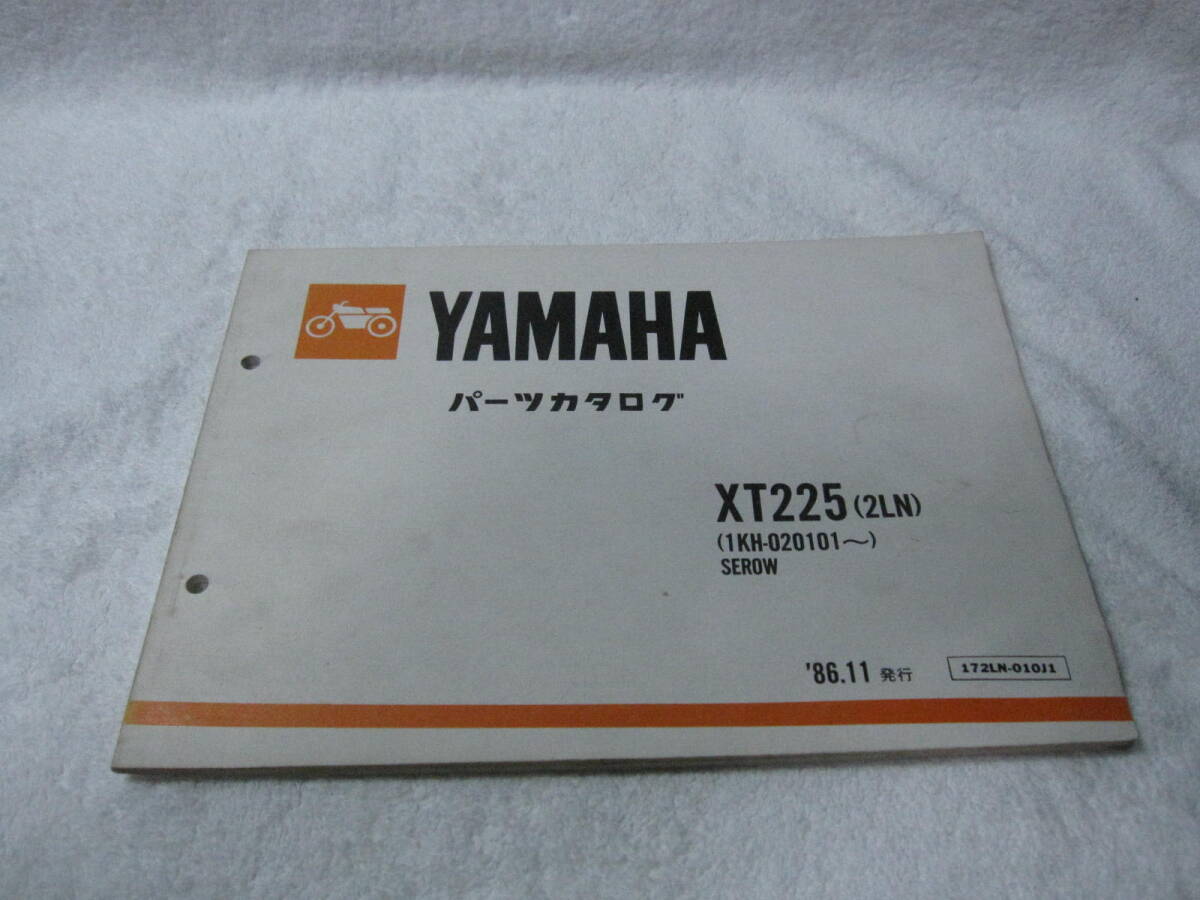 YAMAHA
パーツカタログ
XT225 (2LN)
(1KH-020101〜)
SEROW
'86.11 発行
172LN-010J1